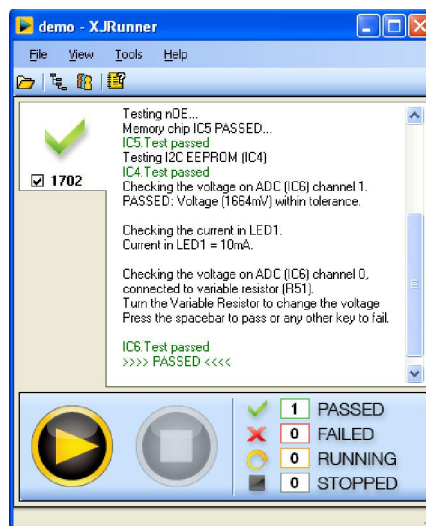 demo - XJRunner
File View Tools Help
Testing nOE...
Memory chip IC5 PASSED...
IC5.Test passed
Testing I2C EEPROM (IC4)
IC4.Test passed
Checking the voltage on ADC (IC6) channel 1.
PASSED: Voltage (1664mV) within tolerance.
Checking the current in LED1.
Current in LED1 = 10mA.
Checking the voltage on ADC (IC6) channel 0,
connected to variable resistor (R51).
Turn the Variable Resistor to change the voltage
Press the spacebar to pass or any other key to fail.
IC6.Test passed
>>>> PASSED <<<<
1702
1 PASSED
0 FAILED
0 RUNNING
0 STOPPED